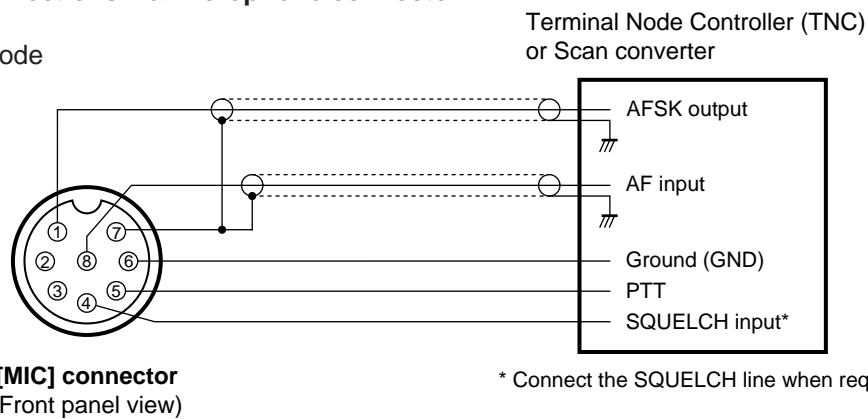 Terminal Node Controller (TNC)
or Scan converter
ode
AFSK output
AF input
Ground (GND)
PTT
SQUELCH input*
1
7
2
8
6
3
5
4
[MIC] connector
Front panel view)
* Connect the SQUELCH line when req